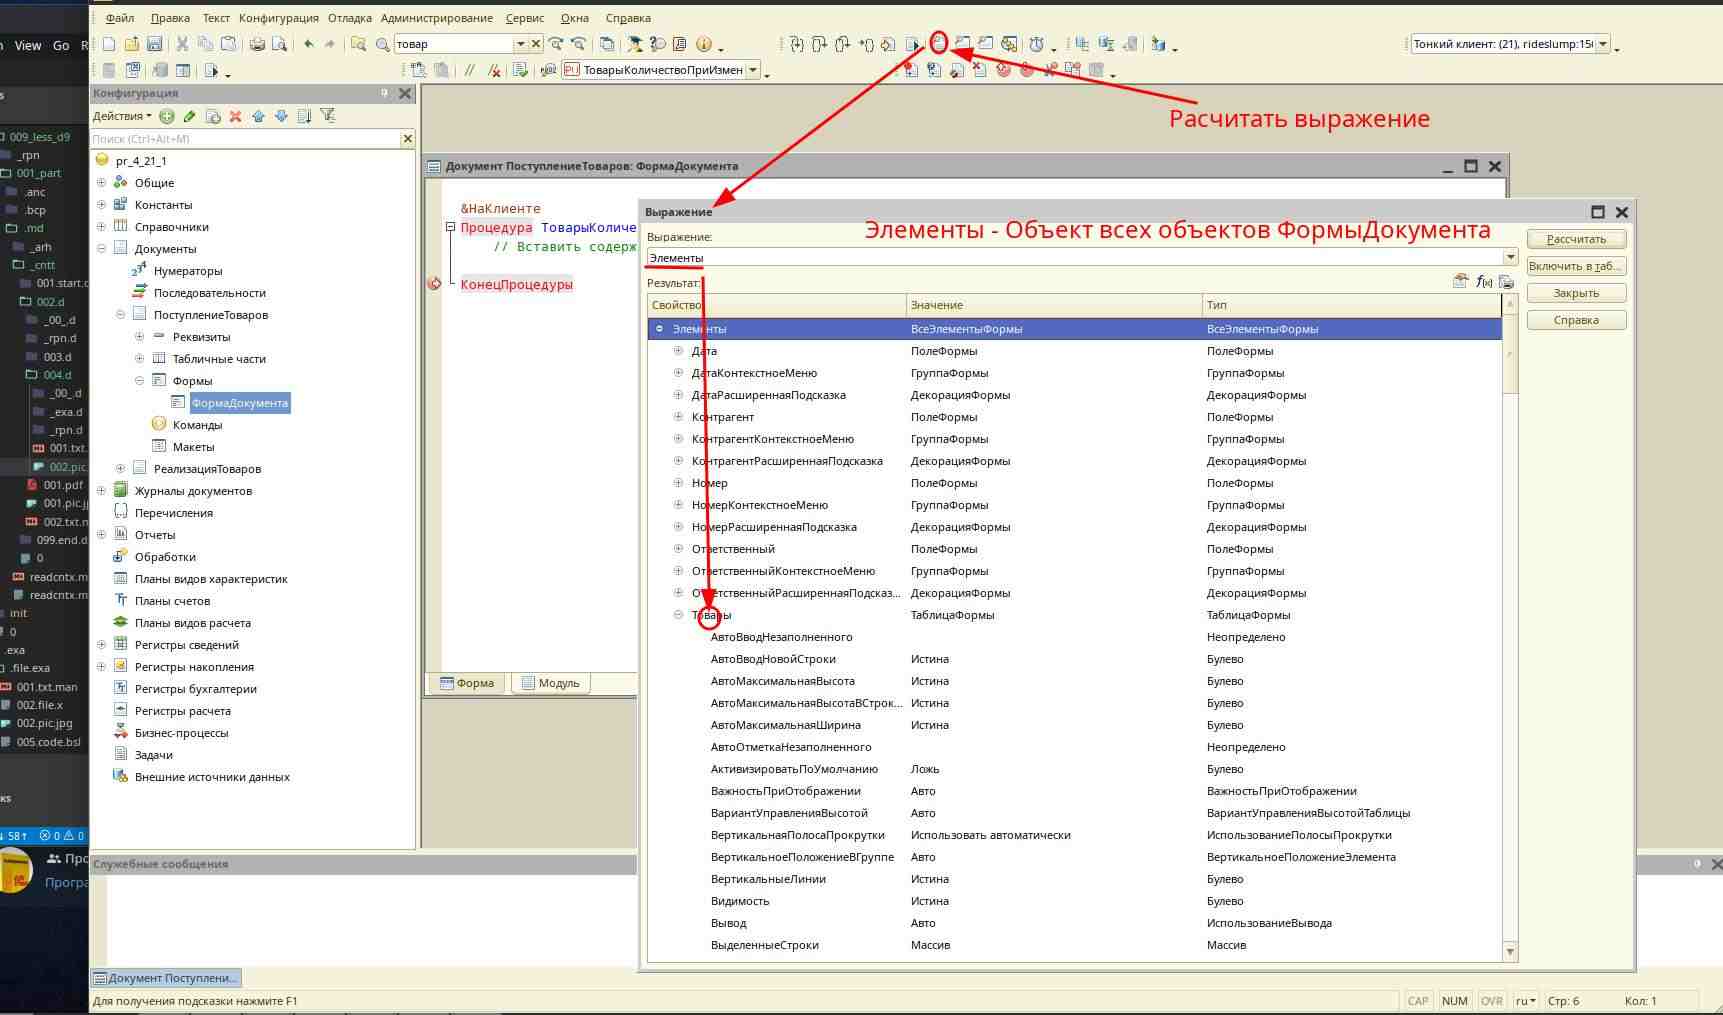 Файл Правка Текст Конфигурация Отладка Администрирование Сервис Окна Справка
View Go
товар
Тонкий клиент: (21), rideslump:15
ТоварыКоличествоПриИзмен
Расчитать выражение
009_less_d9
_rpn
001_part
.anc
.bcp
.md
_arh
_cntt
001.start.c
002.d
_00_.d
_rpn.d
003.d
004.d
_00_.d
_exa.d
_rpn.d
001.txt.
002.pic.
001.pdf
001.pic.j
002.txt.n
099.end.d
0
readcntx.m
readcntx.m
init
0
.exa
.file.exa
001.txt.man
002.file.x
002.pic.jpg
005.code.bsl
58↑ 0 0
Про
Програ
Конфигурация
Действия
Поиск (Ctrl+Alt+M)
pr_4_21_1
Общие
Константы
Справочники
Документы
Нумераторы
Последовательности
ПоступлениеТоваров
Реквизиты
Табличные части
Формы
ФормаДокумента
Команды
Макеты
РеализацияТоваров
Журналы документов
Перечисления
Отчеты
Обработки
Планы видов характеристик
Планы счетов
Планы видов расчета
Регистры сведений
Регистры накопления
Регистры бухгалтерии
Регистры расчета
Бизнес-процессы
Задачи
Внешние источники данных
Документ ПоступлениеТоваров: ФормаДокумента
&НаКлиенте
Процедура ТоварыКоличе
// Вставить содерж
КонецПроцедуры
Форма Модуль
Выражение
Элементы - Объект всех объектов ФормыДокумента
Выражение:
Элементы
Результат:
Рассчитать
Включить в таб...
Закрыть
Справка
Свойство Значение Тип
Элементы ВсеЭлементыФормы ВсеЭлементыФормы
Дата ПолеФормы ПолеФормы
ДатаКонтекстноеМеню ГруппаФормы ГруппаФормы
ДатаРасширеннаяПодсказка ДекорацияФормы ДекорацияФормы
Контрагент ПолеФормы ПолеФормы
КонтрагентКонтекстноеМеню ГруппаФормы ГруппаФормы
КонтрагентРасширеннаяПодсказка ДекорацияФормы ДекорацияФормы
Номер ПолеФормы ПолеФормы
НомерКонтекстноеМеню ГруппаФормы ГруппаФормы
НомерРасширеннаяПодсказка ДекорацияФормы ДекорацияФормы
Ответственный ПолеФормы ПолеФормы
ОтветственныйКонтекстноеМеню ГруппаФормы ГруппаФормы
ОтветственныйРасширеннаяПодсказ... ДекорацияФормы ДекорацияФормы
Товары ТаблицаФормы ТаблицаФормы
АвтоВводНезаполненного Неопределено
АвтоВводНовойСтроки Истина Булево
АвтоМаксимальнаяВысота Истина Булево
АвтоМаксимальнаяВысотаВСтрок... Истина Булево
АвтоМаксимальнаяШирина Истина Булево
АвтоОтметкаНезаполненного Неопределено
АктивизироватьПоУмолчанию Ложь Булево
ВажностьПриОтображении Авто ВажностьПриОтображении
ВариантУправленияВысотой Авто ВариантУправленияВысотойТаблицы
ВертикальнаяПолосаПрокрутки Использовать автоматически ИспользованиеПолосыПрокрутки
ВертикальноеПоложениеВГруппе Авто ВертикальноеПоложениеЭлемента
ВертикальныеЛинии Истина Булево
Видимость Истина Булево
Вывод Авто ИспользованиеВывода
ВыделенныеСтроки Массив Массив
Служебные сообщения
Документ Поступлени...
Для получения подсказки нажмите F1
CAP NUM OVR ru Стр: 6 Кол: 1